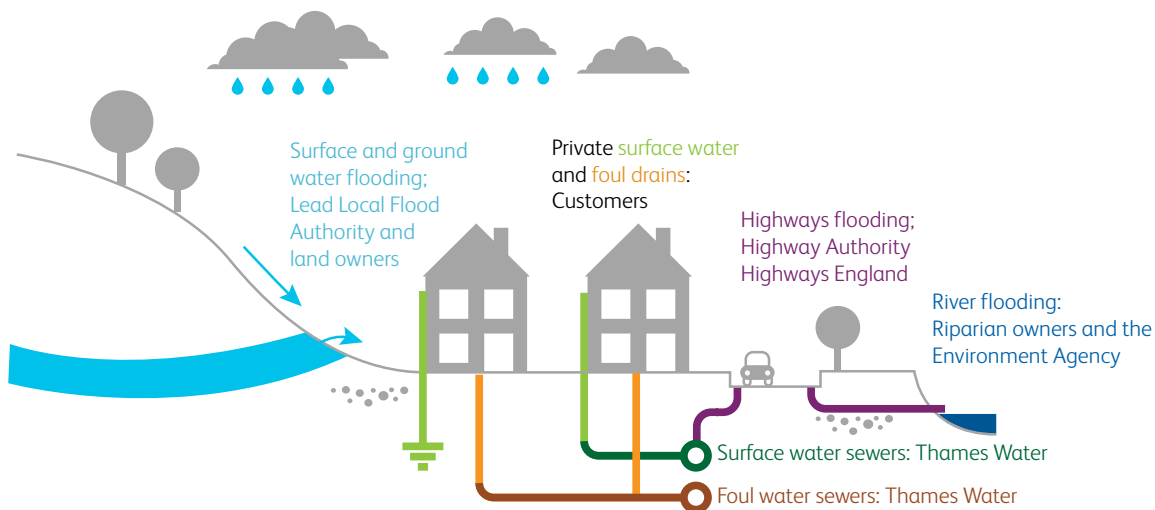 Surface and ground
water flooding;
Lead Local Flood
Authority and
land owners
Private surface water
and foul drains:
Customers
Highways flooding;
Highway Authority
Highways England
River flooding:
Riparian owners and the
Environment Agency
Surface water sewers: Thames Water
Foul water sewers: Thames Water